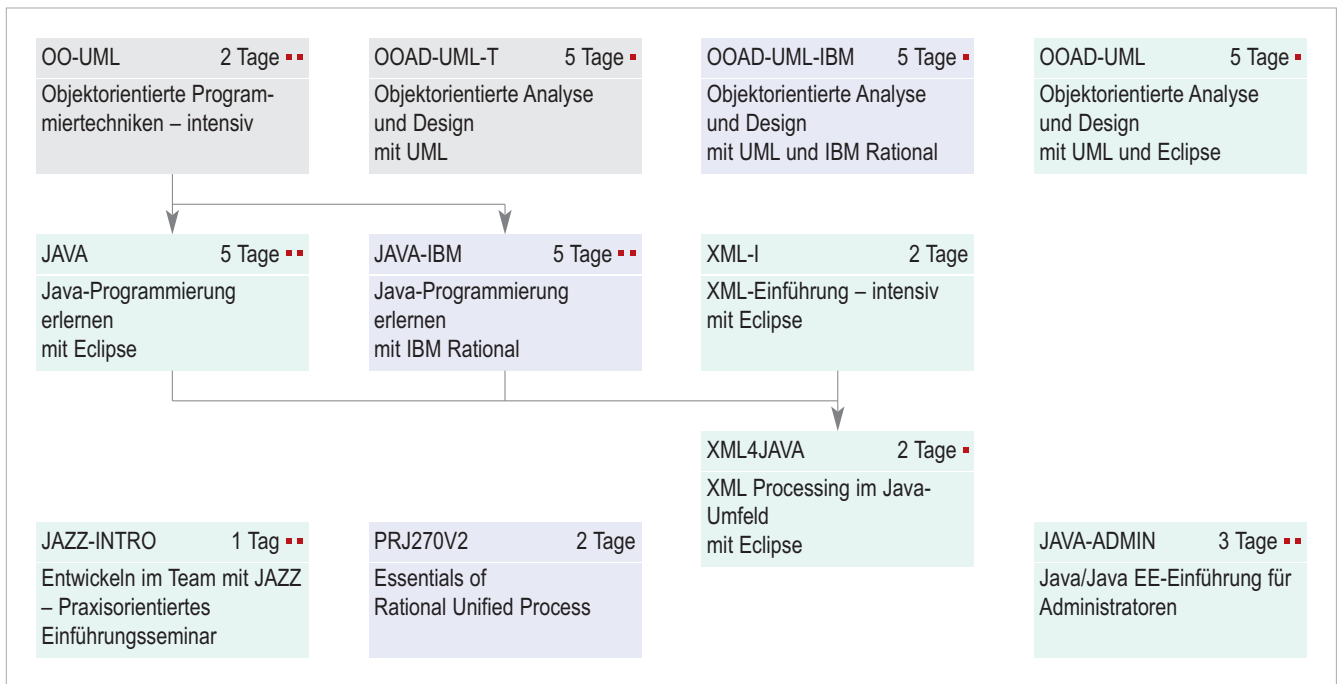 OO-UML 2 Tage
Objektorientierte Program-
miertechniken – intensiv
OOAD-UML-T 5 Tage
Objektorientierte Analyse
und Design
mit UML
OOAD-UML-IBM 5 Tage
Objektorientierte Analyse
und Design
mit UML und IBM Rational
OOAD-UML 5 Tage
Objektorientierte Analyse
und Design
mit UML und Eclipse
JAVA 5 Tage
Java-Programmierung
erlernen
mit Eclipse
JAVA-IBM 5 Tage
Java-Programmierung
erlernen
mit IBM Rational
XML-I 2 Tage
XML-Einführung – intensiv
mit Eclipse
XML4JAVA 2 Tage
XML Processing im Java-
Umfeld
mit Eclipse
JAZZ-INTRO 1 Tag
Entwickeln im Team mit JAZZ
– Praxisorientiertes
Einführungsseminar
PRJ270V2 2 Tage
Essentials of
Rational Unified Process
JAVA-ADMIN 3 Tage
Java/Java EE-Einführung für
Administratoren